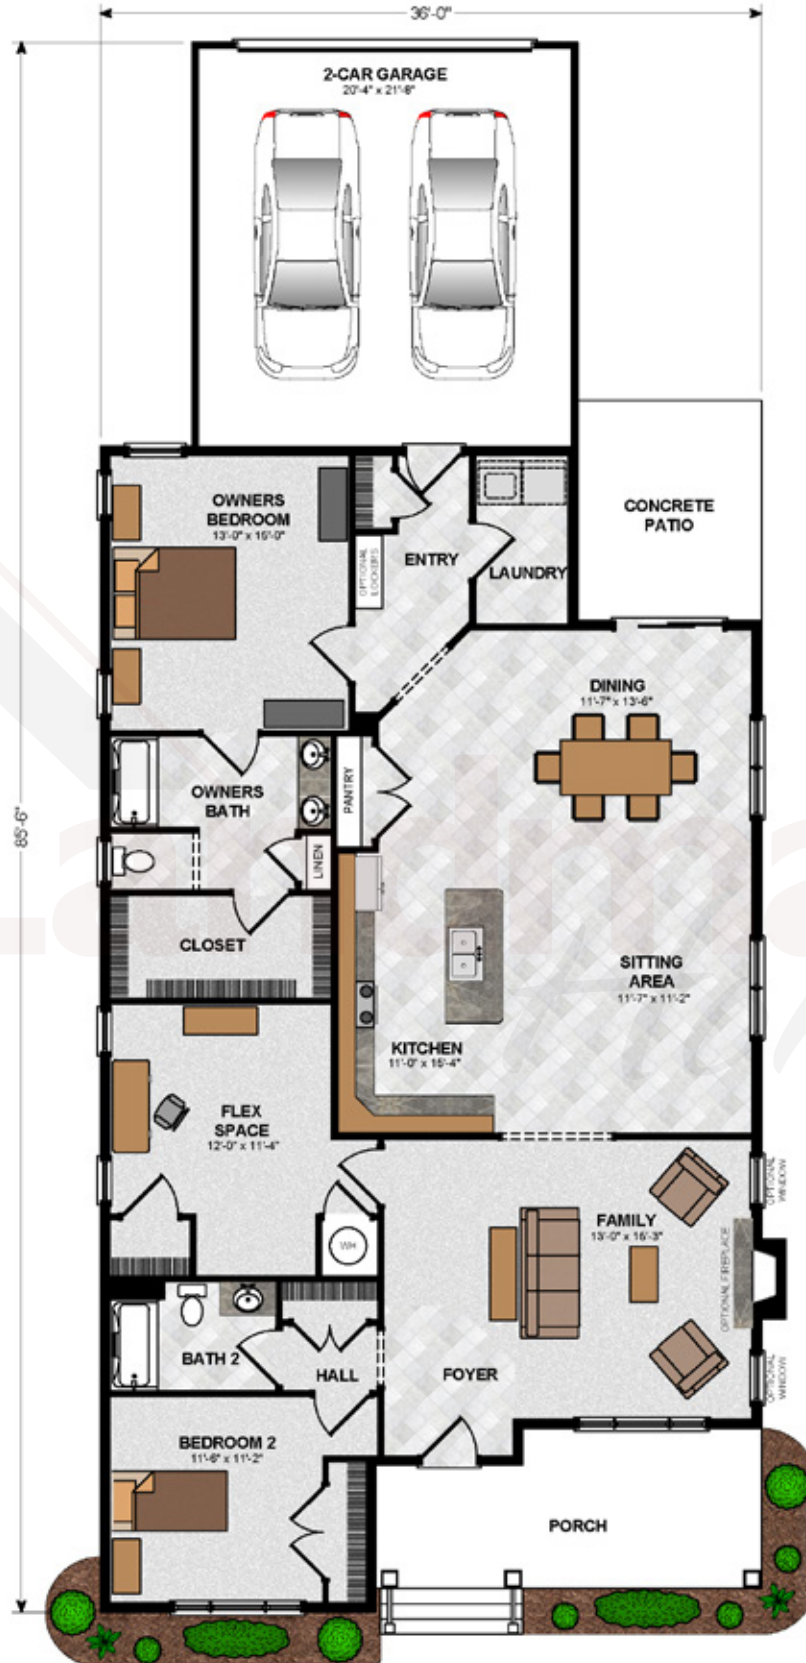 36'-0"
2-CAR GARAGE
20'-4" x 21'-8"
OWNERS
BEDROOM
13'-0" x 15'-0"
CONCRETE
PATIO
ENTRY
OPTIONAL
LOCKERS
LAUNDRY
DINING
11'-7" x 13'-6"
OWNERS
BATH
PANTRY
85'-6"
LINEN
CLOSET
SITTING
AREA
11'-7" x 11'-2"
KITCHEN
11'-0" x 15'-4"
FLEX
SPACE
12'-0" x 11'-4"
OPTIONAL
WINDOW
FAMILY
13'-0" x 16'-3"
WH
OPTIONAL FIREPLACE
BATH 2
HALL
FOYER
OPTIONAL
WINDOW
BEDROOM 2
11'-6" x 11'-2"
PORCH